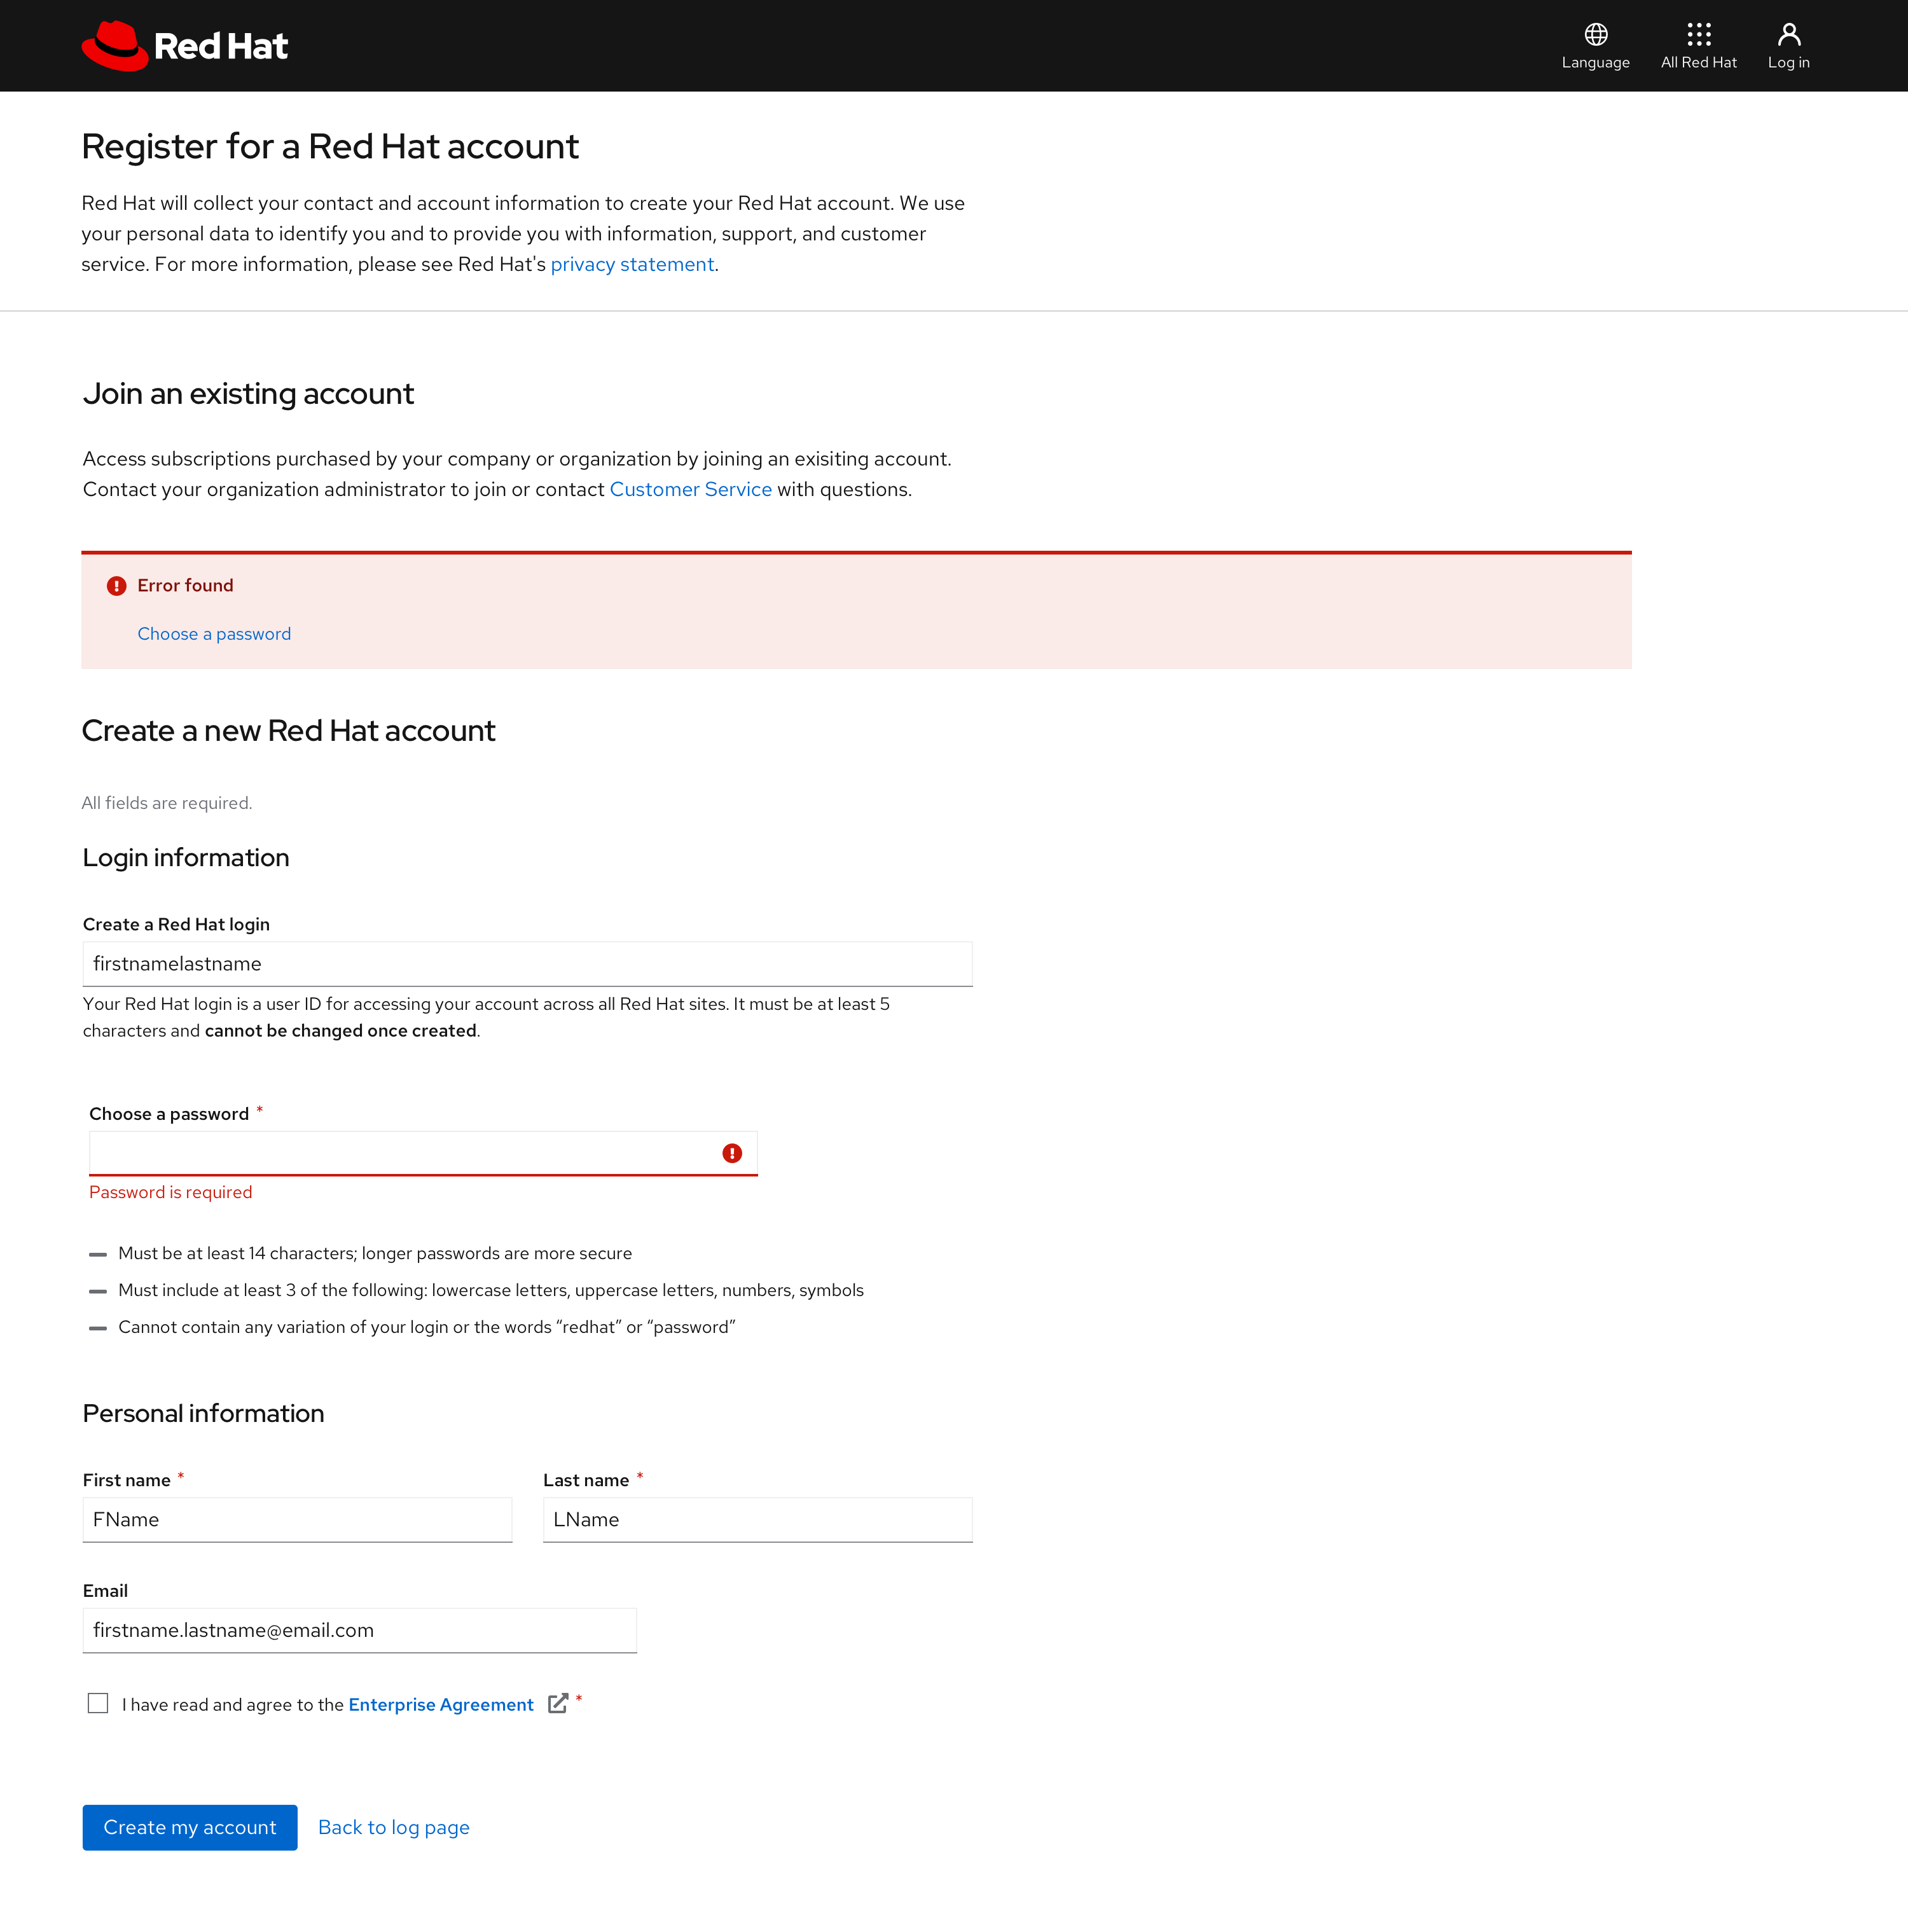 Red Hat
Language
All Red Hat
Log in
Register for a Red Hat account
Red Hat will collect your contact and account information to create your Red Hat account. We use
your personal data to identify you and to provide you with information, support, and customer
service. For more information, please see Red Hat's privacy statement.
Join an existing account
Access subscriptions purchased by your company or organization by joining an exisiting account.
Contact your organization administrator to join or contact Customer Service with questions.
Error found
Choose a password
Create a new Red Hat account
All fields are required.
Login information
Create a Red Hat login
firstnamelastname
Your Red Hat login is a user ID for accessing your account across all Red Hat sites. It must be at least 5
characters and cannot be changed once created.
Choose a password *
Password is required
Must be at least 14 characters; longer passwords are more secure
Must include at least 3 of the following: lowercase letters, uppercase letters, numbers, symbols
Cannot contain any variation of your login or the words “redhat” or “password”
Personal information
First name *
Last name *
FName
LName
Email
firstname.lastname@email.com
I have read and agree to the Enterprise Agreement *
Create my account
Back to log page